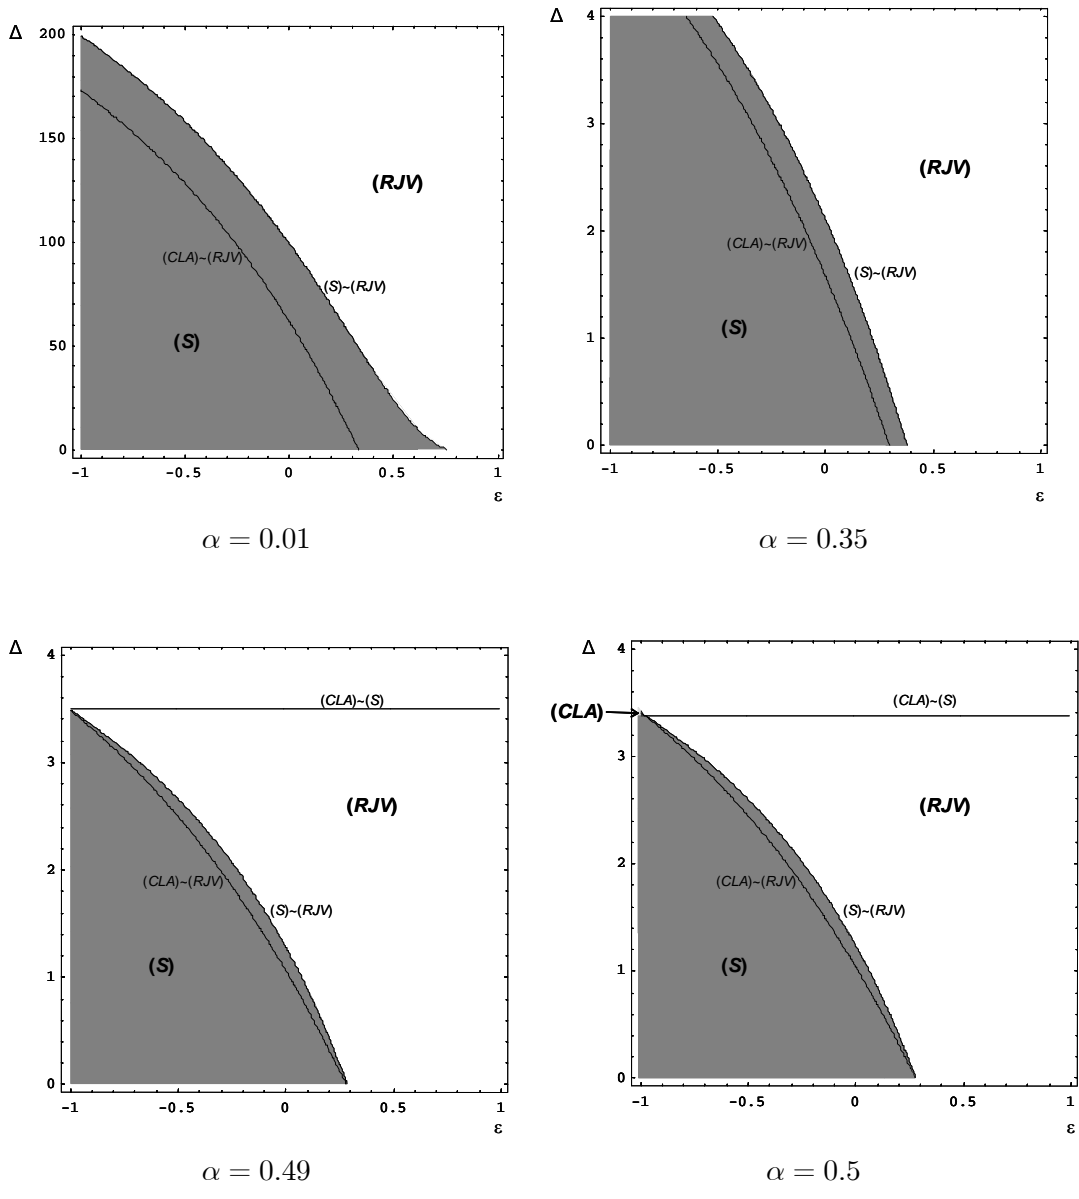 Δ
200
150
100
50
0
-1
-0.5
0
0.5
1
ε
(RJV)
(CLA)~(RJV)
(S)~(RJV)
(S)
α = 0.01
Δ
4
3
2
1
0
-1
-0.5
0
0.5
1
ε
(RJV)
(CLA)~(RJV)
(S)~(RJV)
(S)
α = 0.35
Δ
4
3
2
1
0
-1
-0.5
0
0.5
1
ε
(CLA)~(S)
(RJV)
(CLA)~(RJV)
(S)~(RJV)
(S)
α = 0.49
Δ
4
3
2
1
0
-1
-0.5
0
0.5
1
ε
(CLA)~(S)
(CLA)
(RJV)
(CLA)~(RJV)
(S)~(RJV)
(S)
α = 0.5